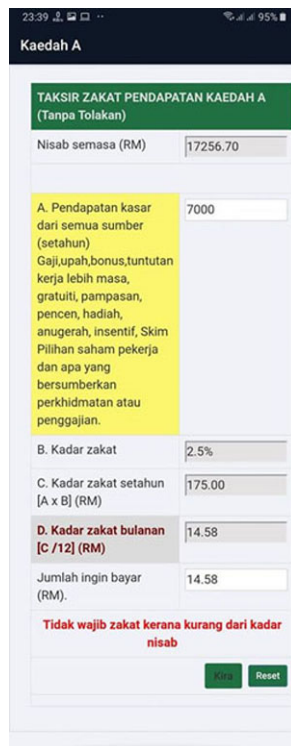 23:39
95%
Kaedah A
TAKSIR ZAKAT PENDAPATAN KAEDAH A
(Tanpa Tolakan)
Nisab semasa (RM)
17256.70
A. Pendapatan kasar
7000
dari semua sumber
(setahun)
Gaji,upah,bonus,tuntutan
kerja lebih masa,
gratuiti, pampasan,
pencen, hadiah,
anugerah, insentif, Skim
Pilihan saham pekerja
dan apa yang
bersumberkan
perkhidmatan atau
penggajian.
B. Kadar zakat
2.5%
C. Kadar zakat setahun
175.00
[A x B] (RM)
D. Kadar zakat bulanan
14.58
[C /12] (RM)
Jumlah ingin bayar
14.58
(RM).
Tidak wajib zakat kerana kurang dari kadar
nisab
Kira
Reset